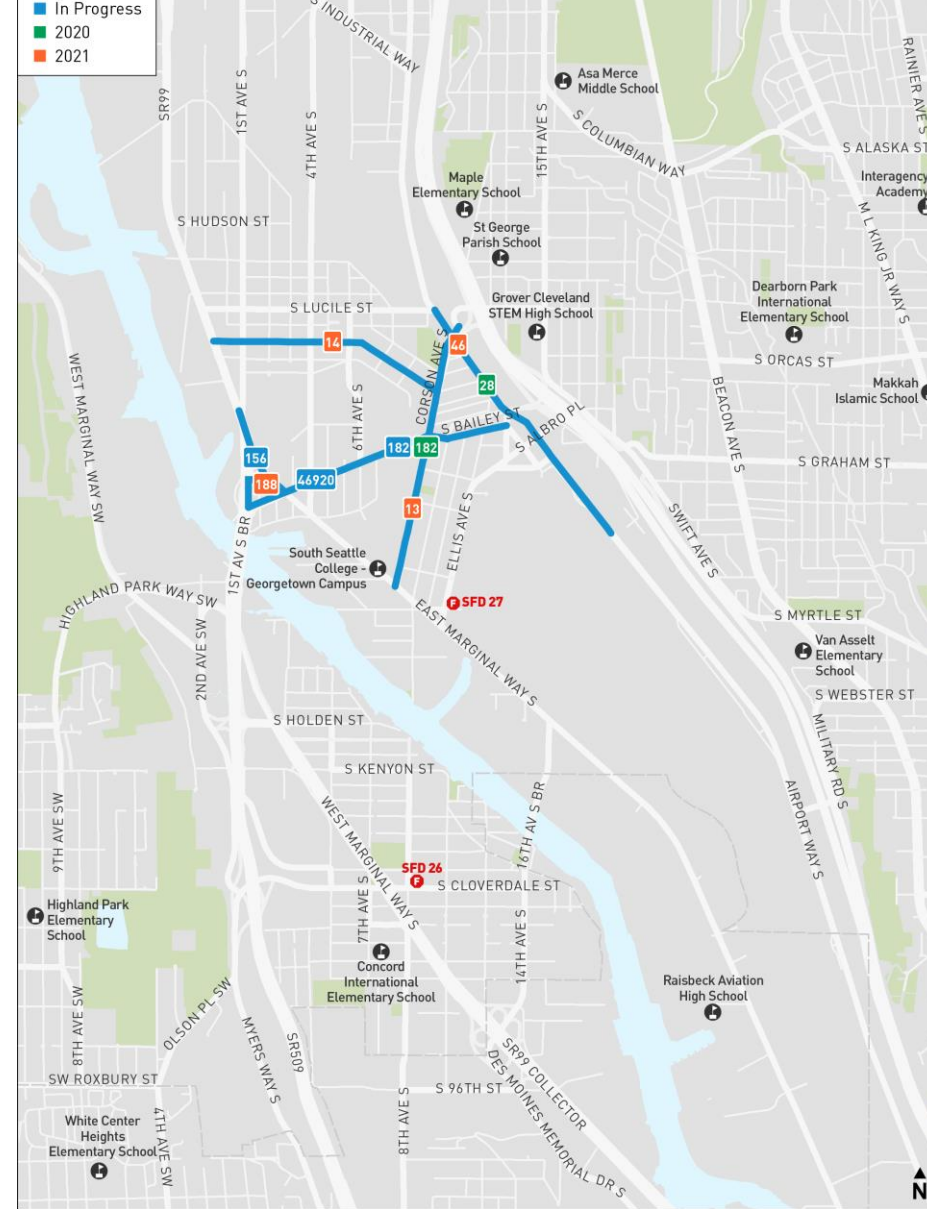 In Progress
2020
2021
S INDUSTRIAL WAY
SR99
1ST AVE S
4TH AVE S
15TH AVE S
RAINIER AVE S
Asa Merce
Middle School
S COLUMBIAN WAY
S ALASKA ST
Interagency
Academy
Maple
Elementary School
M L KING JR WAY S
S HUDSON ST
St George
Parish School
Dearborn Park
International
Elementary School
Grover Cleveland
STEM High School
S LUCILE ST
14
46
S ORCAS ST
WEST MARGINAL WAY SW
CORSON AVE S
28
BEACON AVE S
Makkah
Islamic School
6TH AVE S
S BAILEY ST
S ALBRO PL
156
182
182
S GRAHAM ST
188
46920
13
ELLIS AVE S
SWIFT AVE S
1ST AV S BR
South Seattle
College -
Georgetown Campus
HIGHLAND PARK WAY SW
F
SFD 27
EAST MARGINAL WAY S
S MYRTLE ST
2ND AVE SW
Van Asselt
Elementary
School
S WEBSTER ST
S HOLDEN ST
MILITARY RD S
S KENYON ST
16TH AV S BR
AIRPORT WAY S
9TH AVE SW
WEST MARGINAL WAY S
SFD 26
F
S CLOVERDALE ST
Highland Park
Elementary
School
7TH AVE S
14TH AVE S
Concord
International
Elementary School
Raisbeck Aviation
High School
OLSON PL SW
8TH AVE SW
MYERS WAY S
SR509
SR99 COLLECTOR
DES MOINES MEMORIAL DR S
SW ROXBURY ST
S 96TH ST
8TH AVE S
4TH AVE SW
White Center
Heights
Elementary School
N